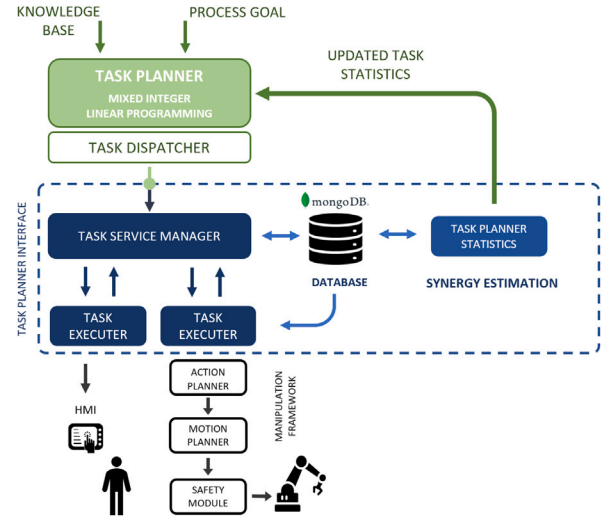 KNOWLEDGE
BASE
PROCESS GOAL
TASK PLANNER
MIXED INTEGER
LINEAR PROGRAMMING
TASK DISPATCHER
UPDATED TASK
STATISTICS
TASK PLANNER INTERFACE
TASK SERVICE MANAGER
mongoDB.
DATABASE
TASK PLANNER
STATISTICS
SYNERGY ESTIMATION
TASK
EXECUTER
TASK
EXECUTER
HMI
ACTION
PLANNER
MOTION
PLANNER
SAFETY
MODULE
MANIPULATION
FRAMEWORK